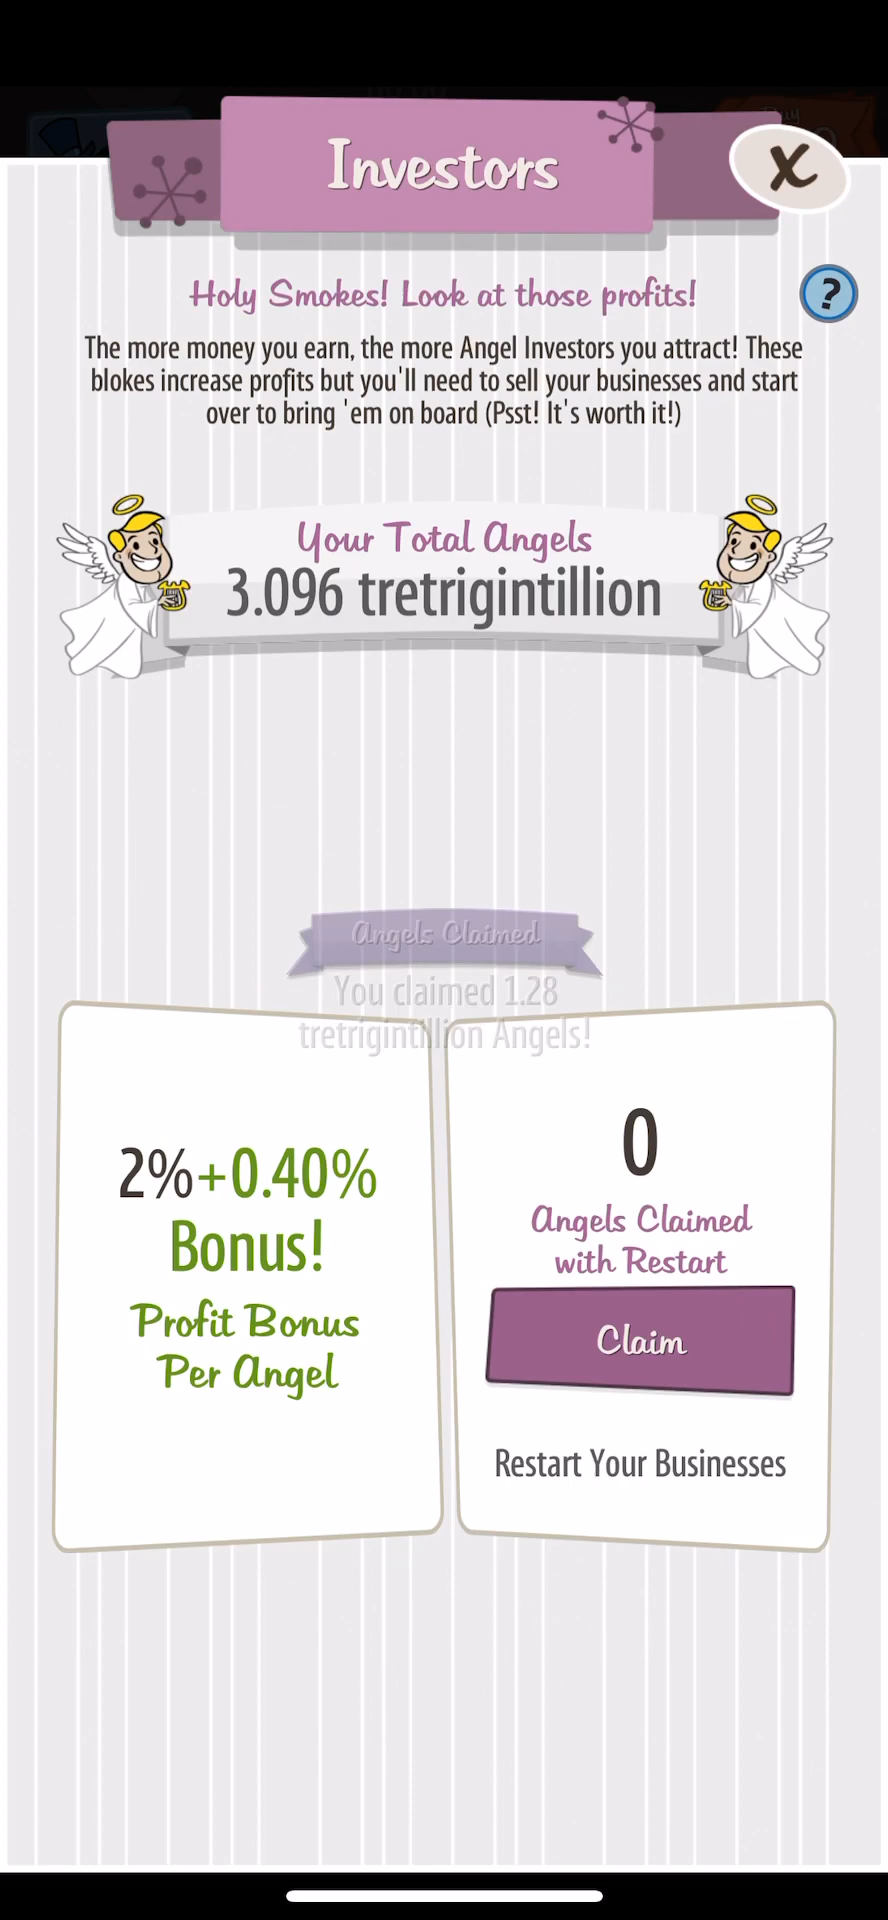 Investors
X
Holy Smokes! Look at those profits!
?
The more money you earn, the more Angel Investors you attract! These
blokes increase profits but you'll need to sell your businesses and start
over to bring 'em on board (Psst! It's worth it!)
Your Total Angels
3.096 tretrigintillion
Angels Claimed
You claimed 1.28
tretrigintillion Angels!
2%+0.40%
Bonus!
Profit Bonus
Per Angel
0
Angels Claimed
with Restart
Claim
Restart Your Businesses